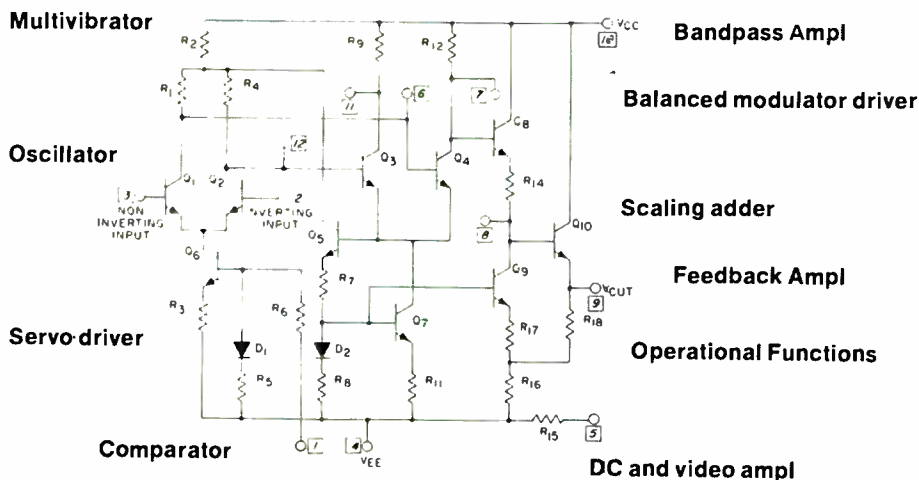 Multivibrator
R2
R9
R12
VCC
10
Bandpass Ampl
R1
R4
11
6
7
Balanced modulator driver
Q8
Oscillator
12
Q3
Q4
R14
3
Q1
Q2
2
NON
INVERTING
INPUT
NVERTING
INPUT
Scaling adder
8
Q10
Q5
Q6
R7
Q9
Feedback Ampl
VCUT
9
R3
R6
Q7
R17
R18
Servo-driver
D1
D2
Operational Functions
R5
R8
R11
R16
R15
5
Comparator
1
4
VEE
DC and video ampl